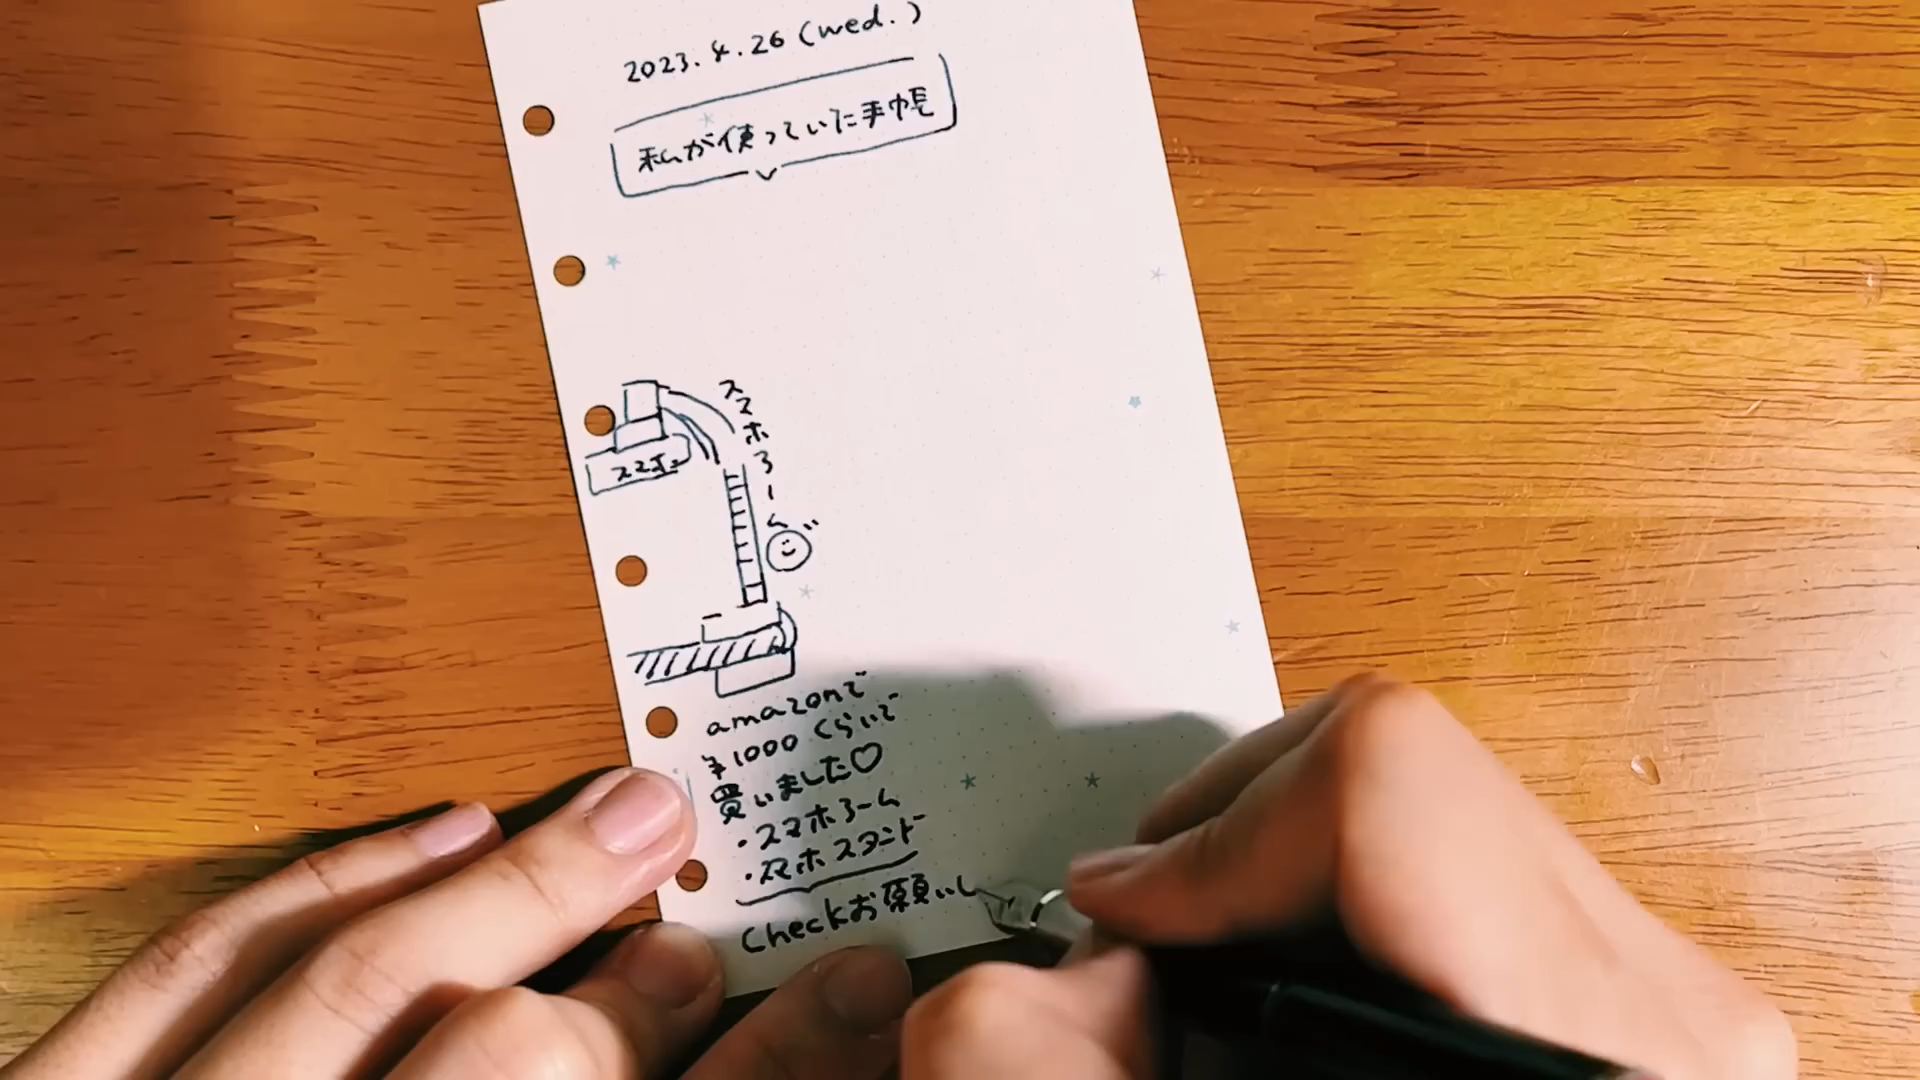 2023.4.26 (wed.)
私が使っていた手帳
スマホアーム
スマホ
amazonで
¥1000くらいで
買いました♡
・スマホアーム
・スマホスタンド
Checkお願いし